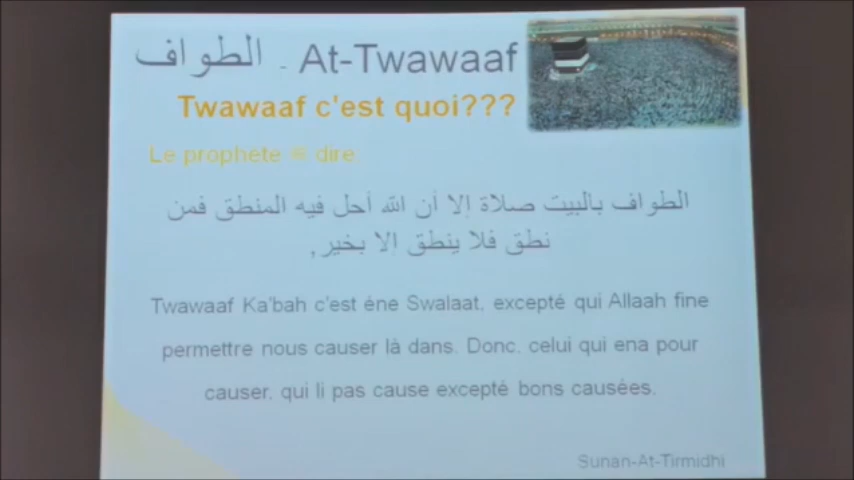 الطواف - At-Twawaaf
Twawaaf c'est quoi???
Le prophète ﷺ dire
الطواف بالبيت صلاة إلا أن الله أحل فيه المنطق فمن
نطق فلا ينطق إلا بخير,
Twawaaf Ka'bah c'est éne Swalaat, excepté qui Allaah fine
permettre nous causer là dans. Donc, celui qui ena pour
causer, qui li pas cause excepté bons causées.
Sunan-At-Tirmidhi